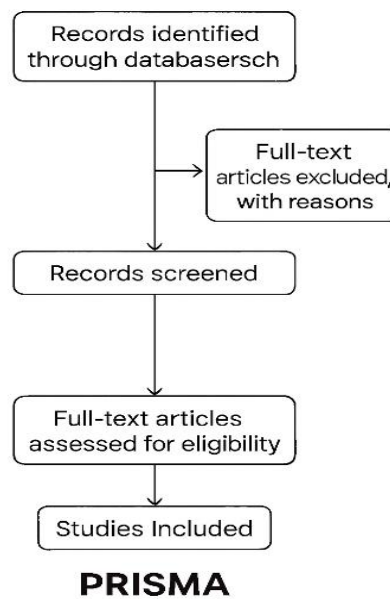 Records identified
through databasersch
Full-text
articles excluded,
with reasons
Records screened
Full-text articles
assessed for eligibility
Studies Included
PRISMA